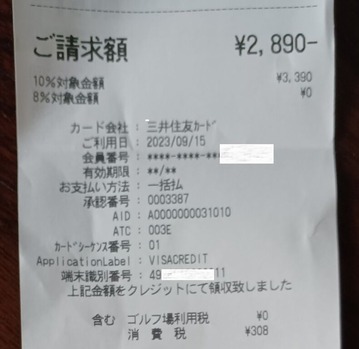 ご請求額 ¥2,890-
10%対象金額 ¥3,390
8%対象金額 ¥0
カード会社 : 三井住友ｶｰﾄﾞ
ご利用日 : 2023/09/15
会員番号 : ****-****-**
有効期限 : **/**
お支払い方法 : 一括払
承認番号 : 0003387
AID : A0000000031010
ATC : 003E
ｶｰﾄﾞｼｰｹﾝｽ番号 : 01
ApplicationLabel : VISACREDIT
端末識別番号 : 49 11
上記金額をクレジットにて領収致しました
含む ゴルフ場利用税 ¥0
消 費 税 ¥308